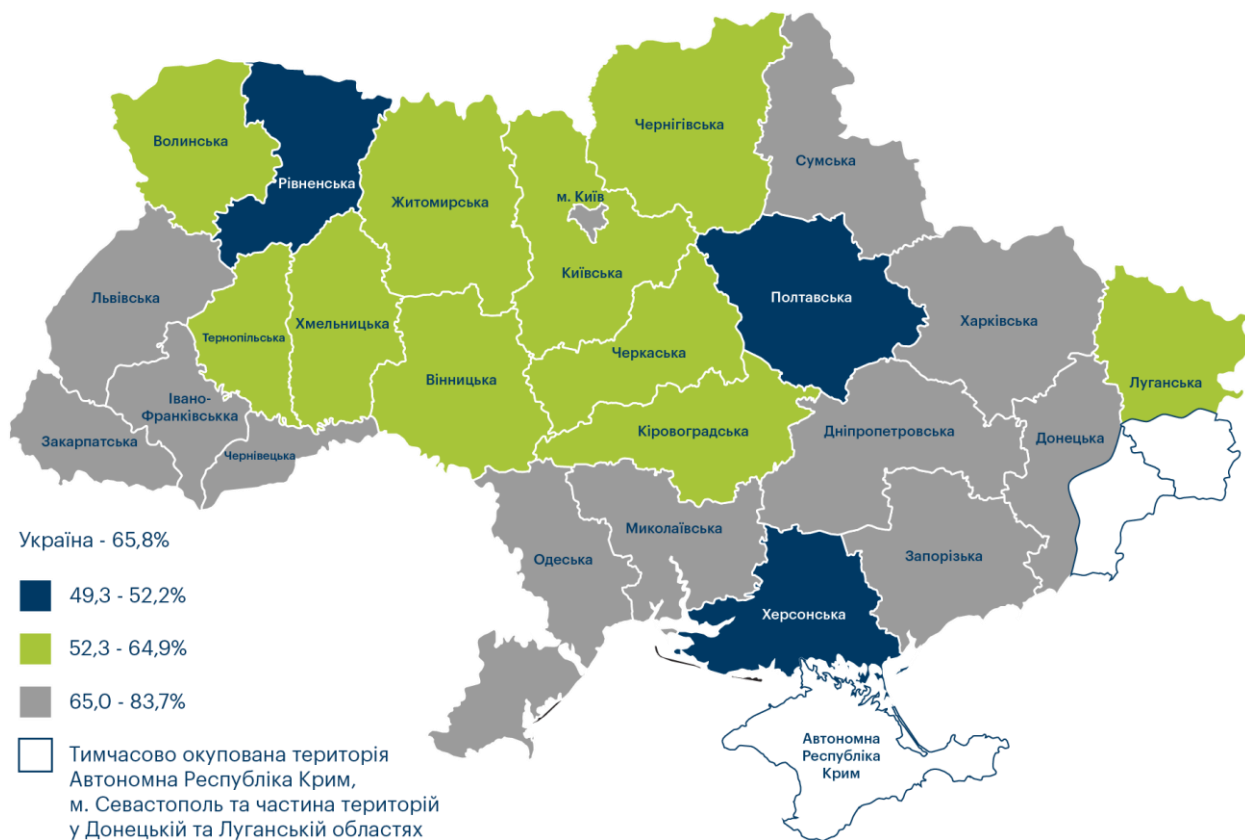 Чернігівська
Волинська
Сумська
Рівненська
м. Київ
Житомирська
Київська
Львівська
Полтавська
Харківська
Хмельницька
Тернопільська
Черкаська
Вінницька
Луганська
Івано-
Франківськка
Кіровоградська
Дніпропетровська
Донецька
Закарпатська
Чернівецька
Миколаївська
Одеська
Запорізька
Херсонська
Автономна
Республіка
Крим
Україна - 65,8%
49,3 - 52,2%
52,3 - 64,9%
65,0 - 83,7%
Тимчасово окупована територія
Автономна Республіка Крим,
м. Севастополь та частина територій
у Донецькій та Луганській областях